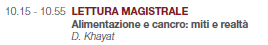 10.15 - 10.55 LETTURA MAGISTRALE
Alimentazione e cancro: miti e realtà
D. Khayat